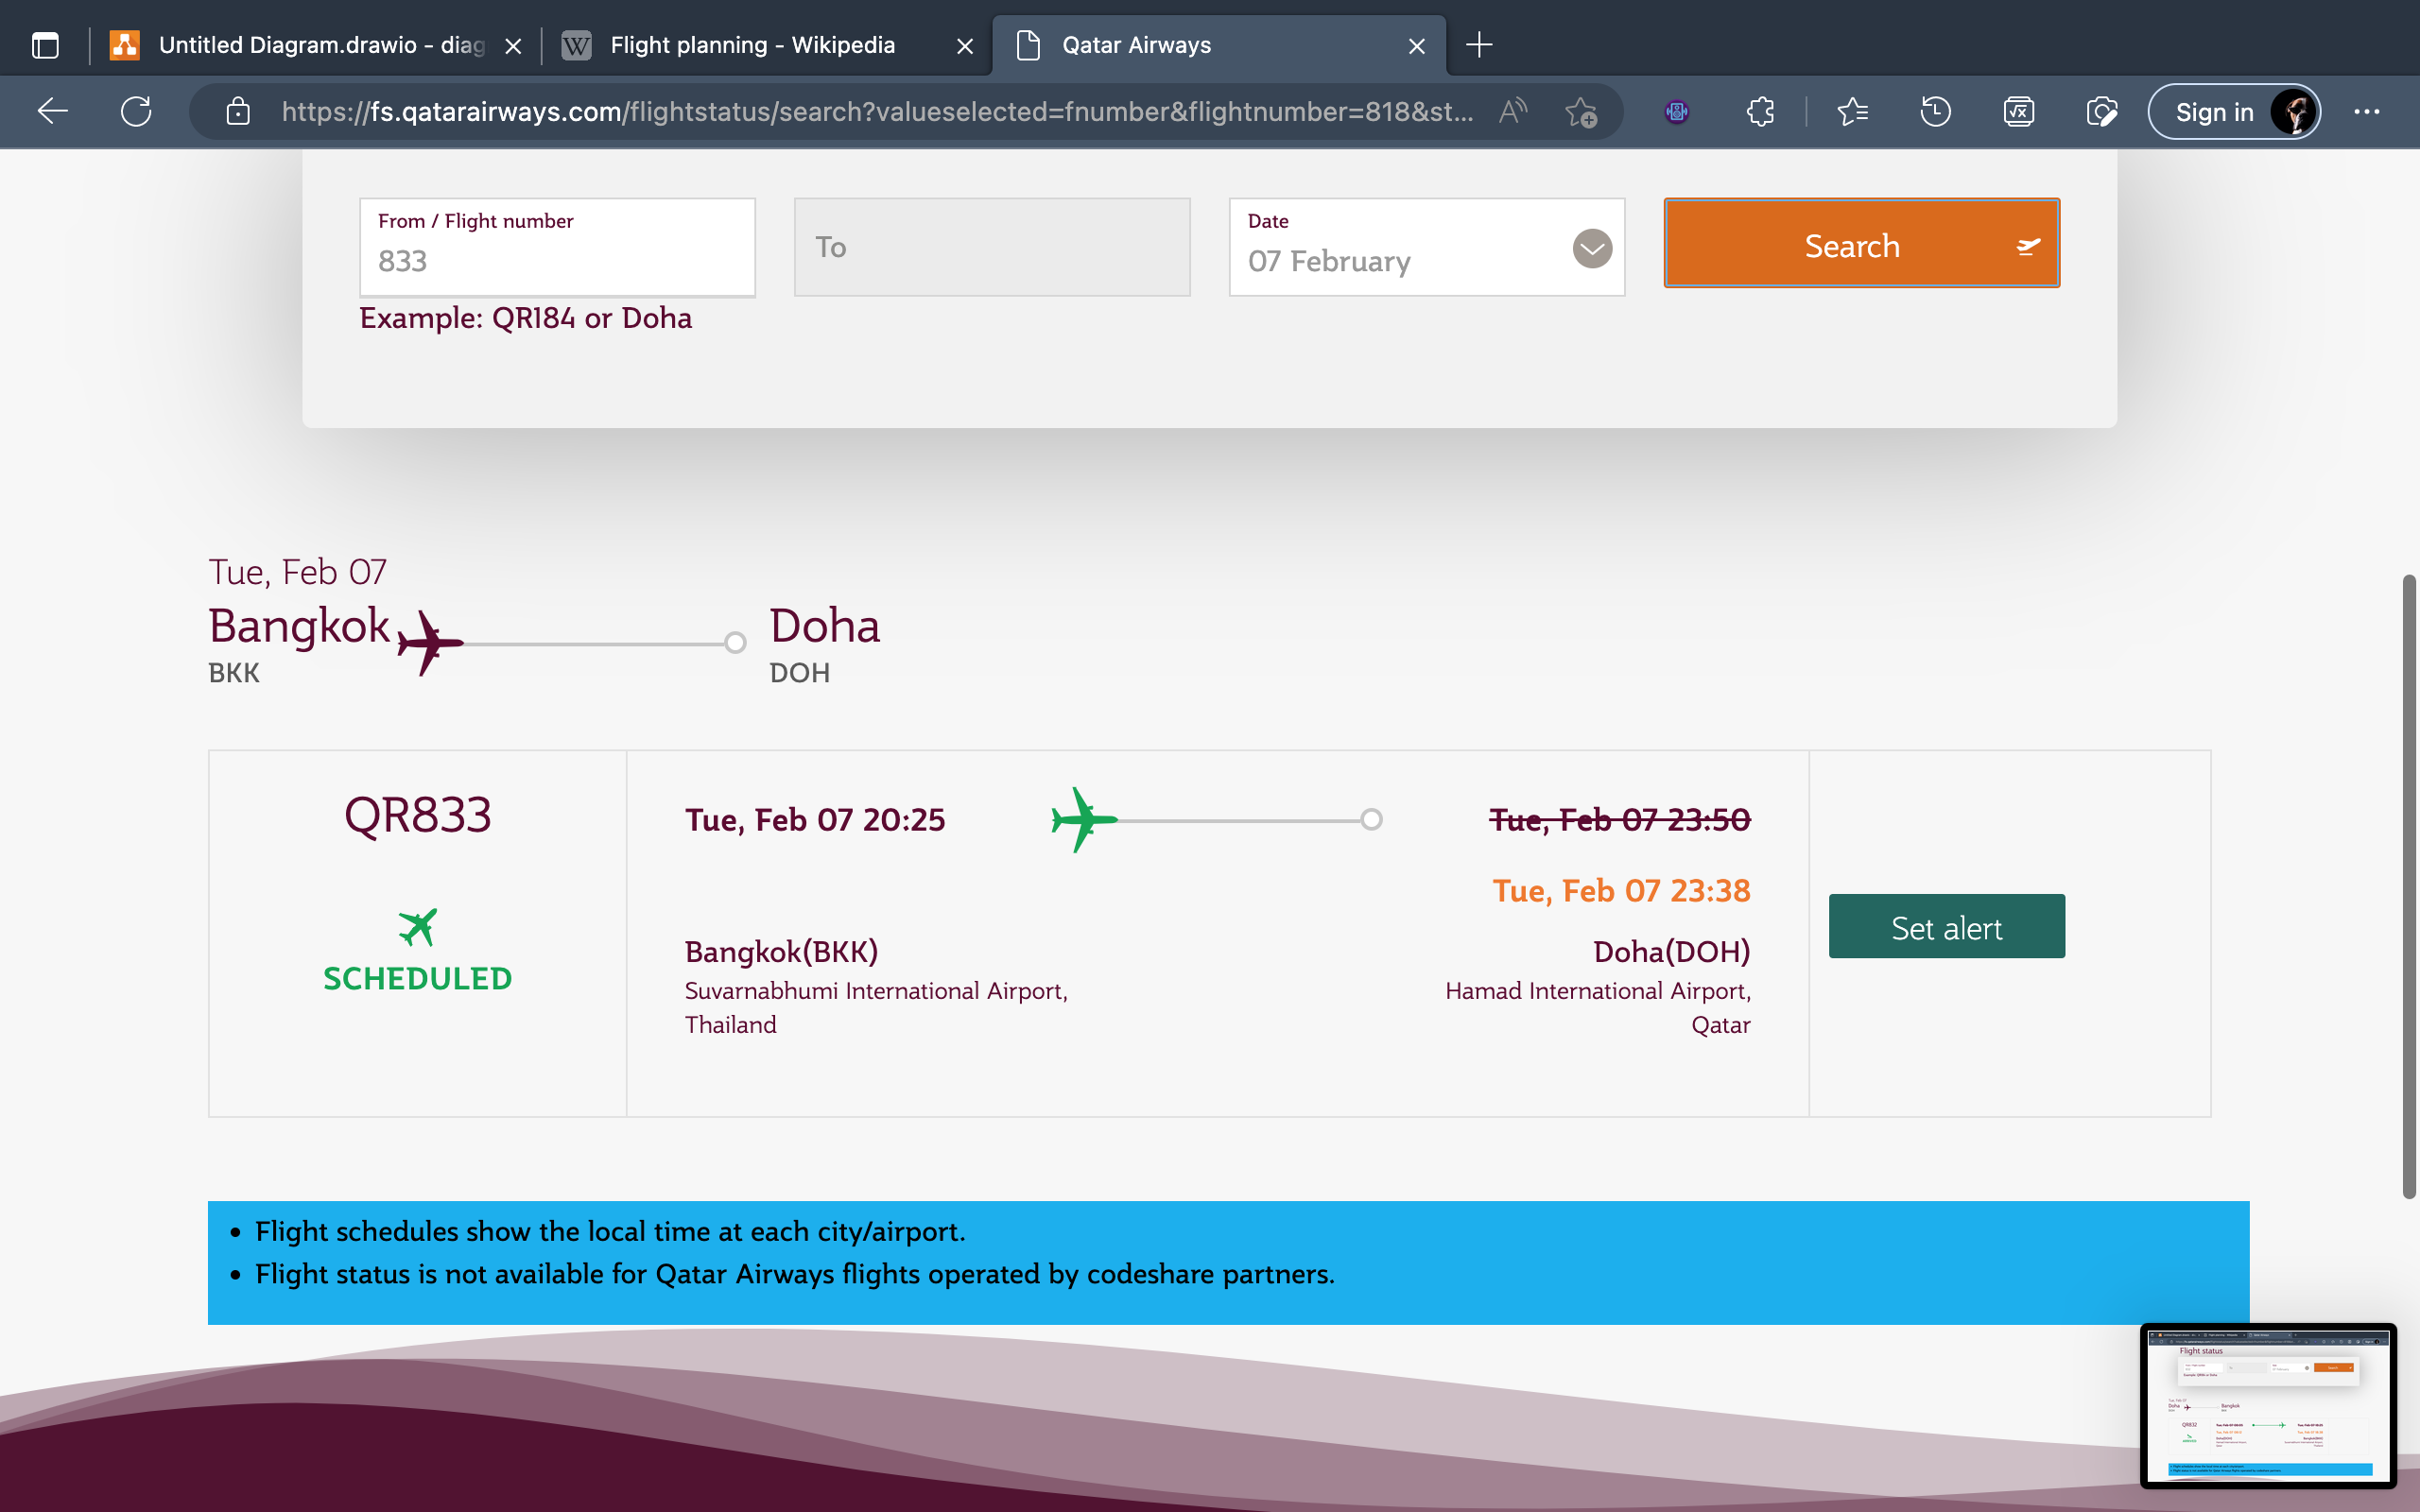 Untitled Diagram.drawio - diag
Flight planning - Wikipedia
Qatar Airways
https://fs.qatarairways.com/flightstatus/search?valueselected=fnumber&flightnumber=818&st...
Sign in
From / Flight number
833
To
Date
07 February
Search
Example: QR184 or Doha
Tue, Feb 07
Bangkok
Doha
BKK
DOH
QR833
Tue, Feb 07 20:25
Tue, Feb 07 23:50
Tue, Feb 07 23:38
Set alert
SCHEDULED
Bangkok(BKK)
Doha(DOH)
Suvarnabhumi International Airport,
Thailand
Hamad International Airport,
Qatar
• Flight schedules show the local time at each city/airport.
• Flight status is not available for Qatar Airways flights operated by codeshare partners.
Flight status
Doha
Bangkok
QR832